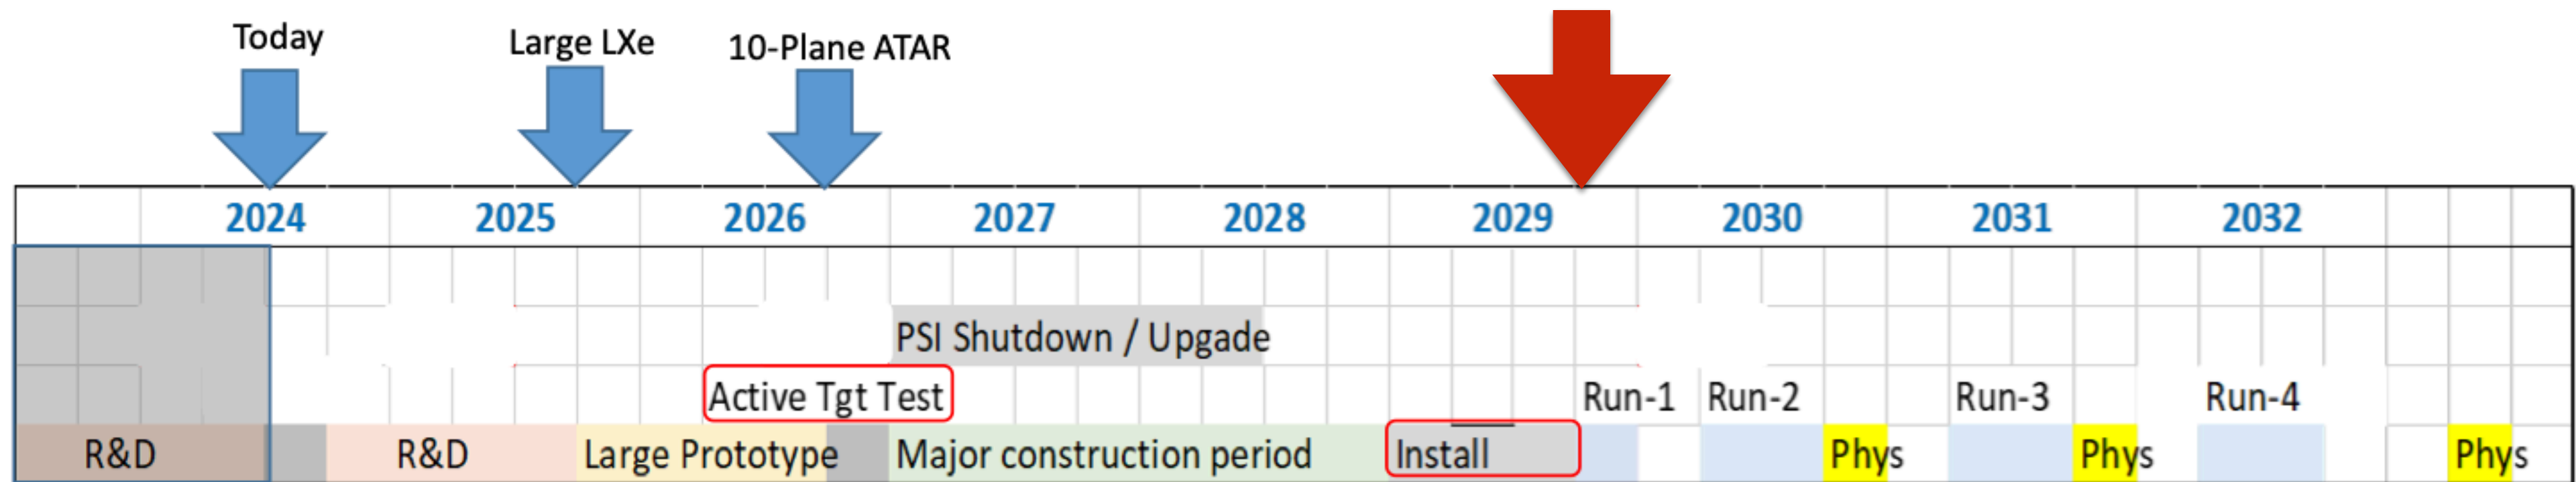 Today
Large LXe
10-Plane ATAR
2024 2025 2026 2027 2028 2029 2030 2031 2032
PSI Shutdown / Upgade
Active Tgt Test Run-1 Run-2 Run-3 Run-4
R&D R&D Large Prototype Major construction period Install Phys Phys Phys